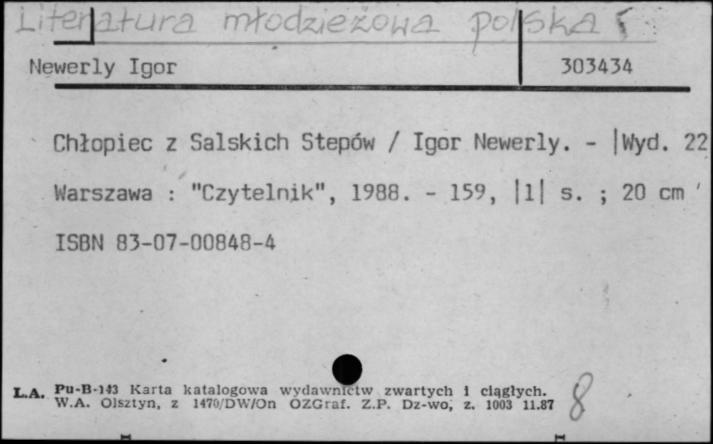 Literatura młodzieżowa polska
Newerly Igor 303434
Chłopiec z Salskich Stepów / Igor Newerly. - |Wyd. 22
Warszawa : "Czytelnik", 1988. - 159, |1| s. ; 20 cm
ISBN 83-07-00848-4
L.A. Pu-B-143 Karta katalogowa wydawnictw zwartych i ciągłych.
W.A. Olsztyn, z 1470/DW/On OZGraf. Z.P. Dz-wo, z. 1003 11.87
8